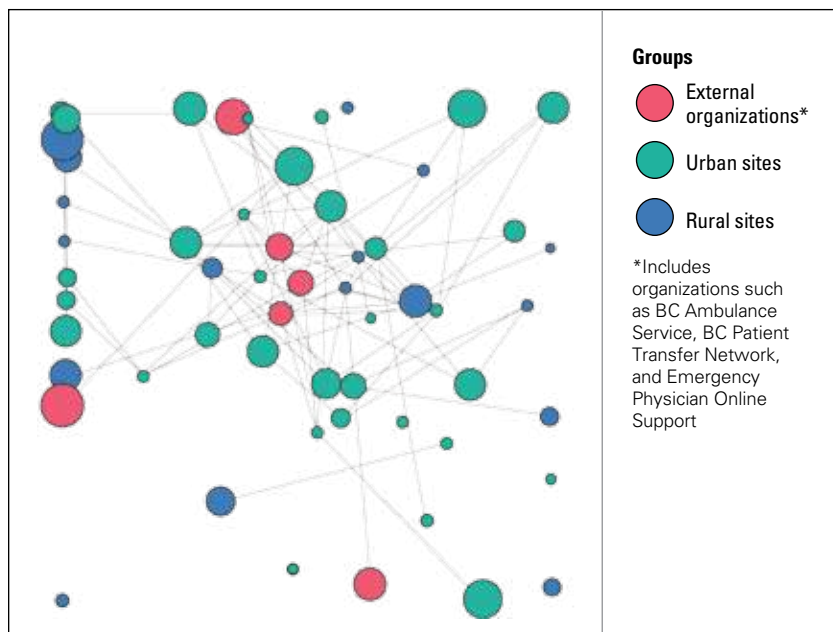 Groups
External
organizations*
Urban sites
Rural sites
*Includes
organizations such
as BC Ambulance
Service, BC Patient
Transfer Network,
and Emergency
Physician Online
Support